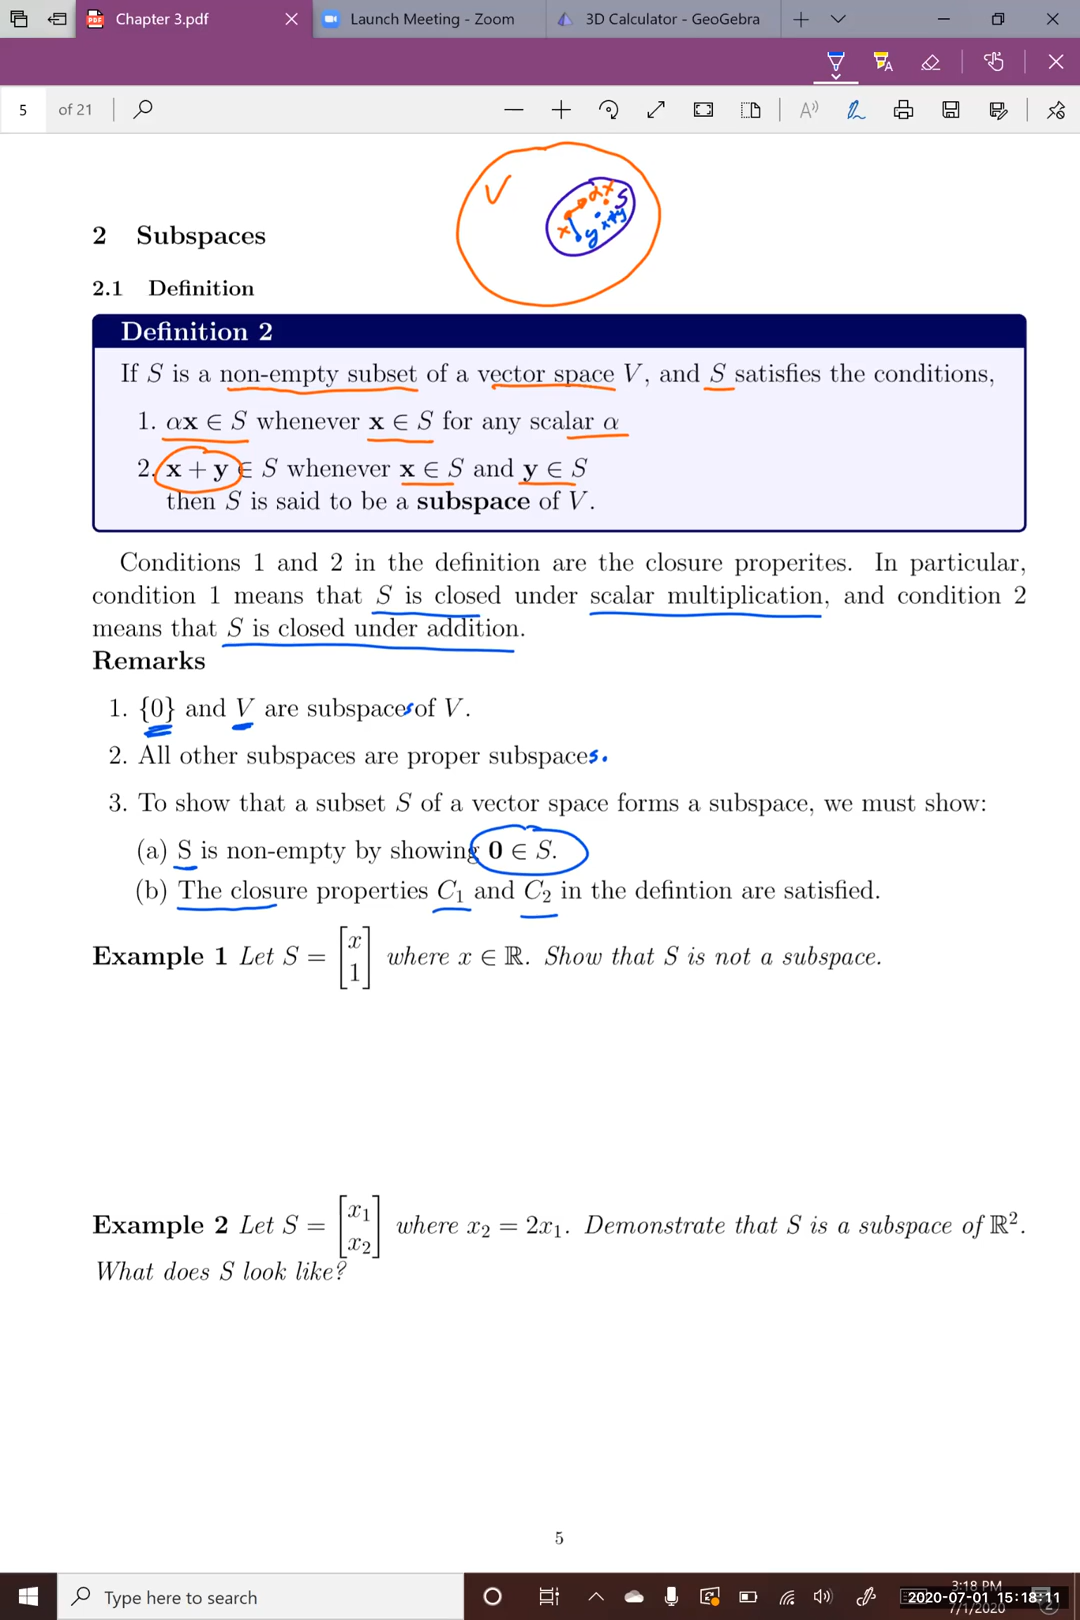 Chapter 3.pdf
Launch Meeting - Zoom
3D Calculator - GeoGebra
5 of 21
V
αx S
x y x+y
2 Subspaces
2.1 Definition
Definition 2
If S is a non-empty subset of a vector space V, and S satisfies the conditions,
1. αx ∈ S whenever x ∈ S for any scalar α
2. x + y ∈ S whenever x ∈ S and y ∈ S
then S is said to be a subspace of V.
Conditions 1 and 2 in the definition are the closure properites. In particular,
condition 1 means that S is closed under scalar multiplication, and condition 2
means that S is closed under addition.
Remarks
1. {0} and V are subspaces of V.
2. All other subspaces are proper subspaces.
3. To show that a subset S of a vector space forms a subspace, we must show:
(a) S is non-empty by showing 0 ∈ S.
(b) The closure properties C₁ and C₂ in the defintion are satisfied.
Example 1 Let S = [x 1] where x ∈ ℝ. Show that S is not a subspace.
Example 2 Let S = [x₁ x₂] where x₂ = 2x₁. Demonstrate that S is a subspace of ℝ².
What does S look like?
5
Type here to search
3:18 PM
2020-07-01 15:18:11
7/1/2020
2